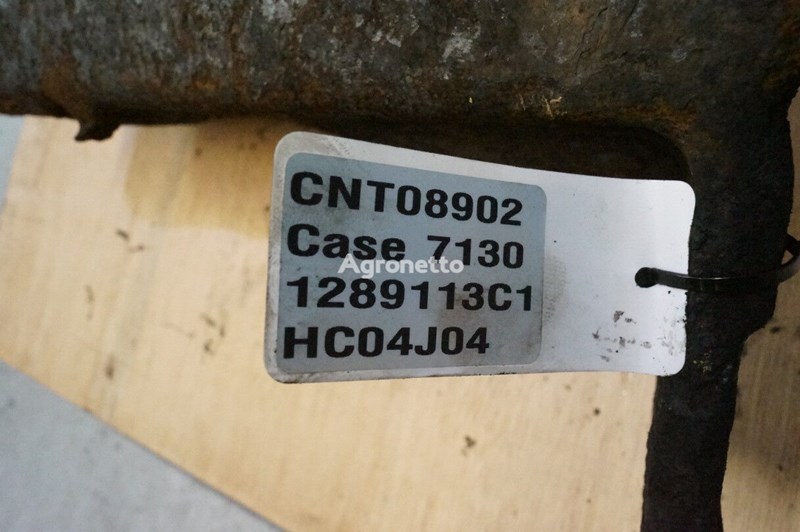 CNT08902
Case 7130
Agronetto
1289113C1
HC04J04